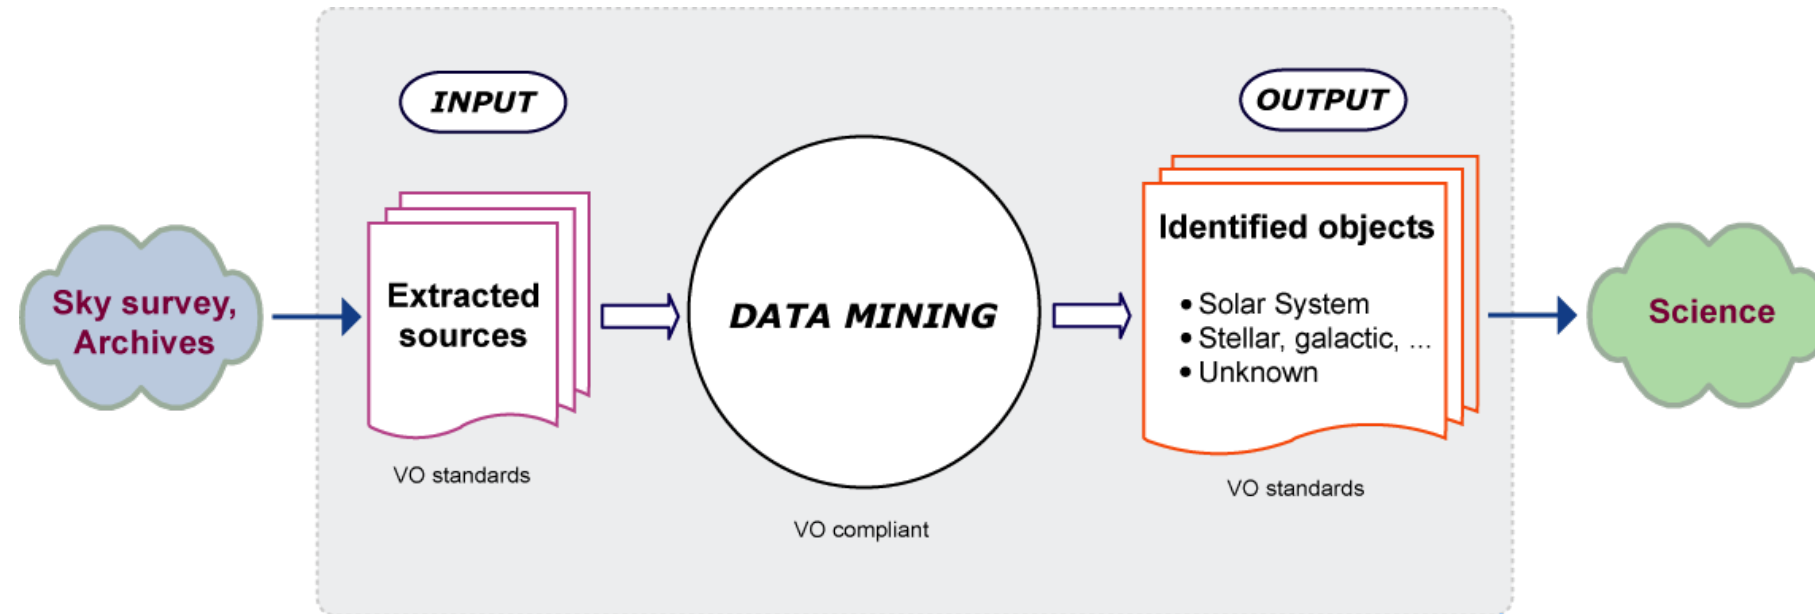 INPUT
OUTPUT
Sky survey,
Archives
Extracted
sources
VO standards
DATA MINING
VO compliant
Identified objects
• Solar System
• Stellar, galactic, ...
• Unknown
VO standards
Science